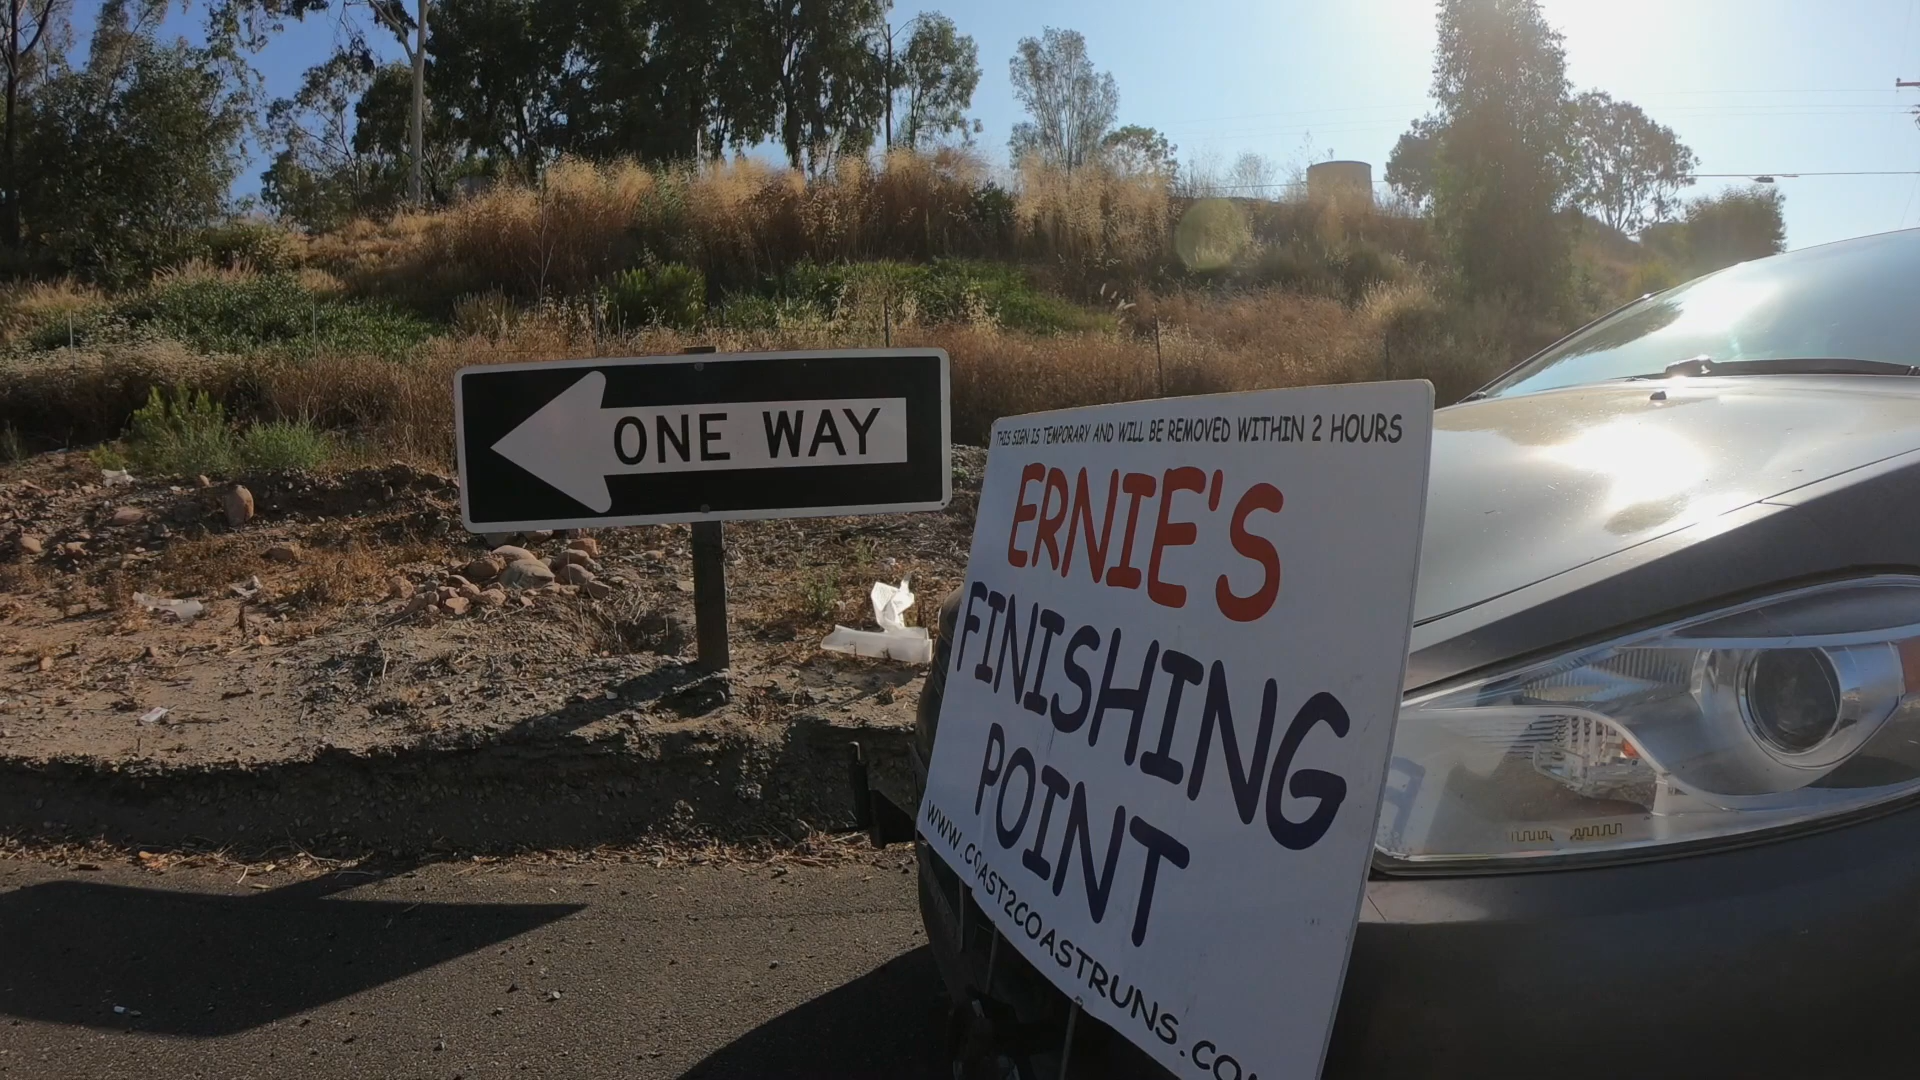 ONE WAY
THIS SIGN IS TEMPORARY AND WILL BE REMOVED WITHIN 2 HOURS
ERNIE'S
FINISHING
POINT
WWW.COAST2COASTRUNS.CO